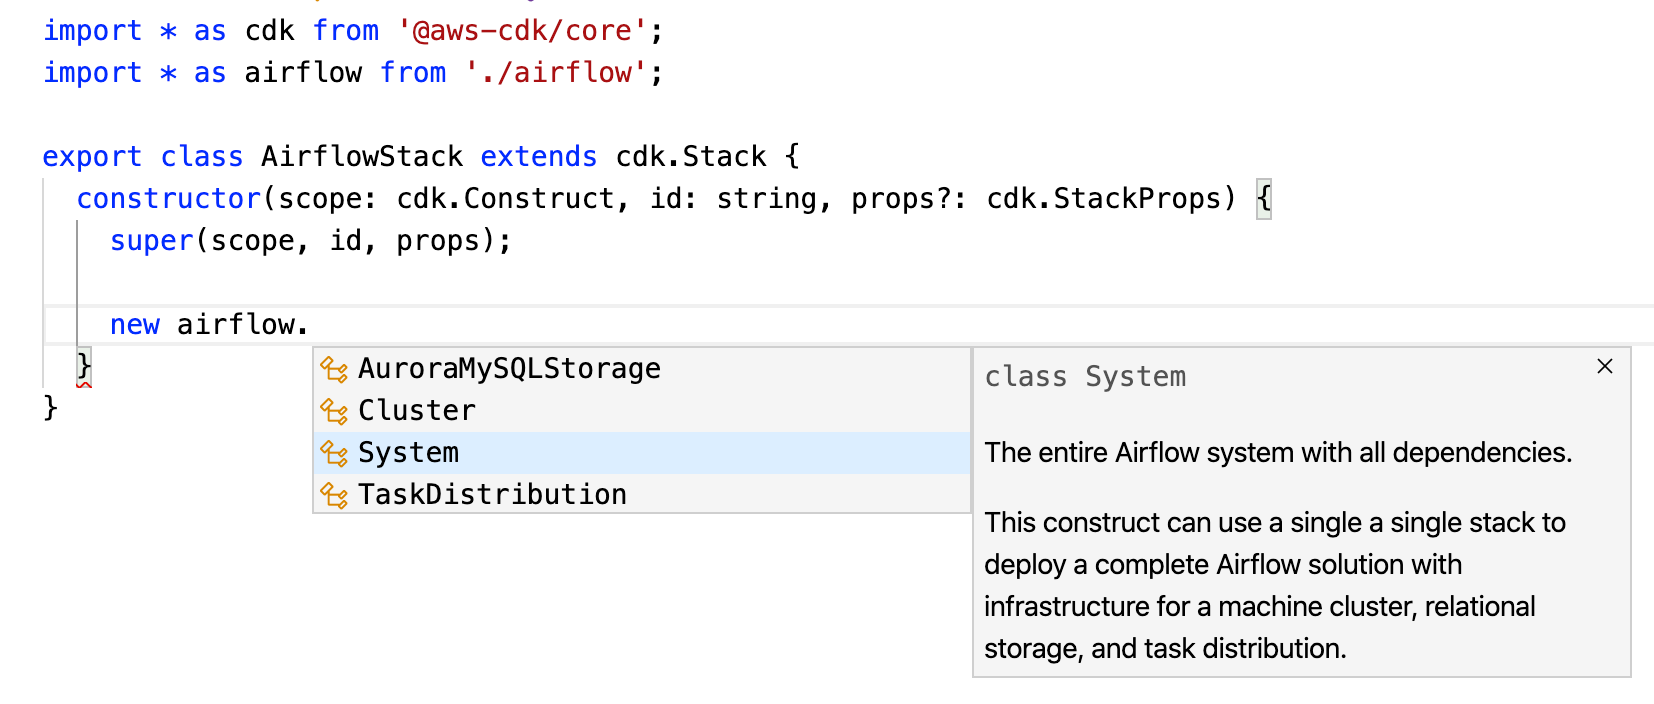 import * as cdk from '@aws-cdk/core';
import * as airflow from './airflow';
export class AirflowStack extends cdk.Stack {
constructor(scope: cdk.Construct, id: string, props?: cdk.StackProps) {
super(scope, id, props);
new airflow.
}
}
AuroraMySQLStorage
Cluster
System
TaskDistribution
class System
The entire Airflow system with all dependencies.
This construct can use a single a single stack to
deploy a complete Airflow solution with
infrastructure for a machine cluster, relational
storage, and task distribution.